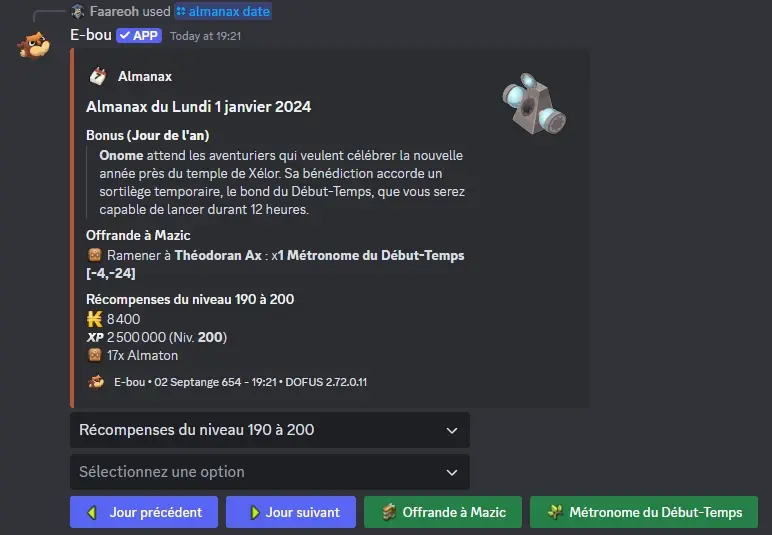 Faareoh used almanax date
E-bou APP Today at 19:21
Almanax
Almanax du Lundi 1 janvier 2024
Bonus (Jour de l'an)
Onome attend les aventuriers qui veulent célébrer la nouvelle
année près du temple de Xélor. Sa bénédiction accorde un
sortilège temporaire, le bond du Début-Temps, que vous serez
capable de lancer durant 12 heures.
Offrande à Mazic
Ramener à Théodoran Ax : x1 Métronome du Début-Temps
[-4,-24]
Récompenses du niveau 190 à 200
8 400
XP 2 500 000 (Niv. 200)
17x Almaton
E-bou • 02 Septange 654 - 19:21 • DOFUS 2.72.0.11
Récompenses du niveau 190 à 200
Sélectionnez une option
Jour précédent Jour suivant Offrande à Mazic Métronome du Début-Temps